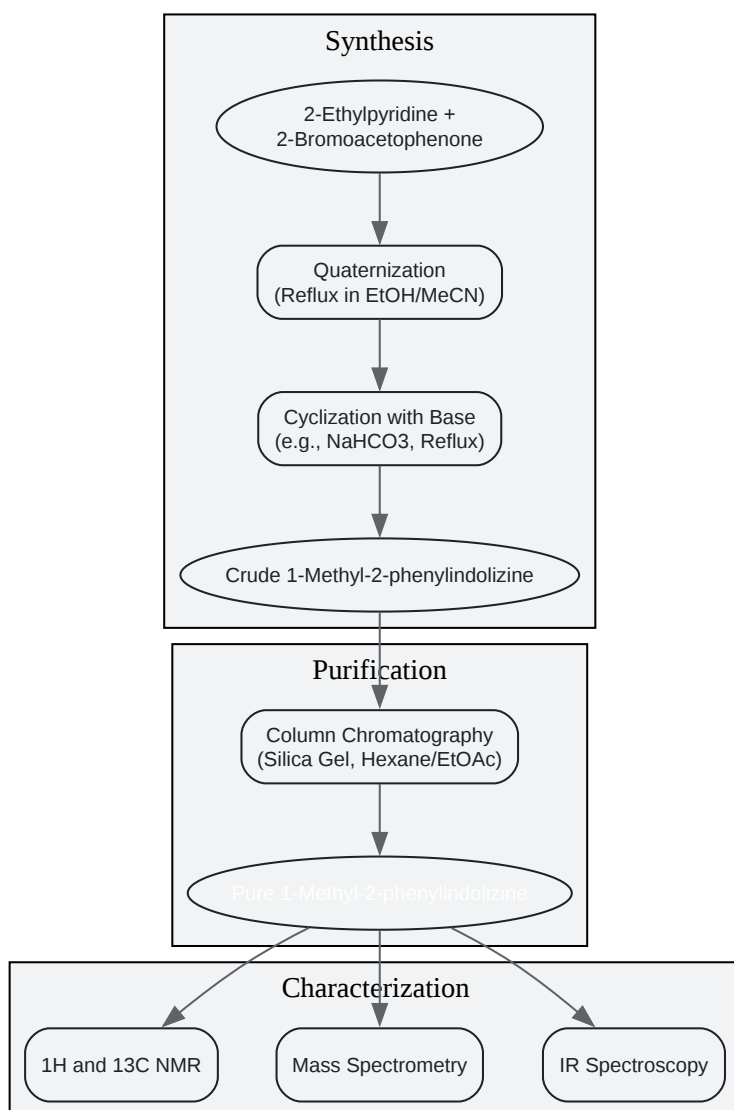 Synthesis
2-Ethylpyridine +
2-Bromoacetophenone
Quaternization
(Reflux in EtOH/MeCN)
Cyclization with Base
(e.g., NaHCO3, Reflux)
Crude 1-Methyl-2-phenylindolizine
Purification
Column Chromatography
(Silica Gel, Hexane/EtOAc)
Pure 1-Methyl-2-phenylindolizine
Characterization
1H and 13C NMR
Mass Spectrometry
IR Spectroscopy